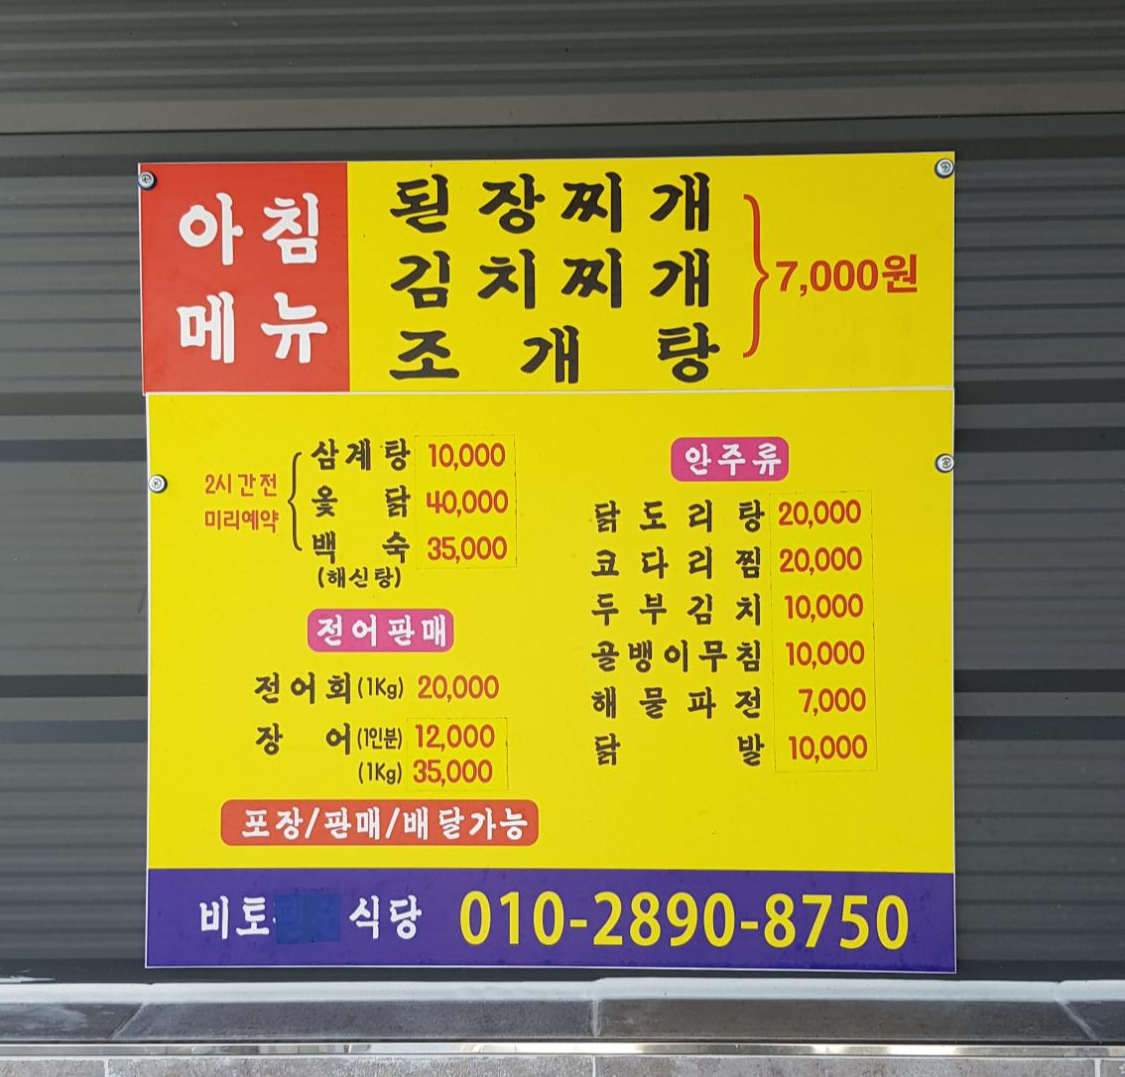 아침
메뉴
된장찌개
김치찌개
조개탕
7,000원
2시간전
미리예약
삼계탕 10,000
옻닭 40,000
백숙 35,000
(해신탕)
전어판매
전어회(1Kg) 20,000
장어(1인분) 12,000
(1Kg) 35,000
포장/판매/배달가능
안주류
닭도리탕 20,000
코다리찜 20,000
두부김치 10,000
골뱅이무침 10,000
해물파전 7,000
닭발 10,000
비토 식당 010-2890-8750